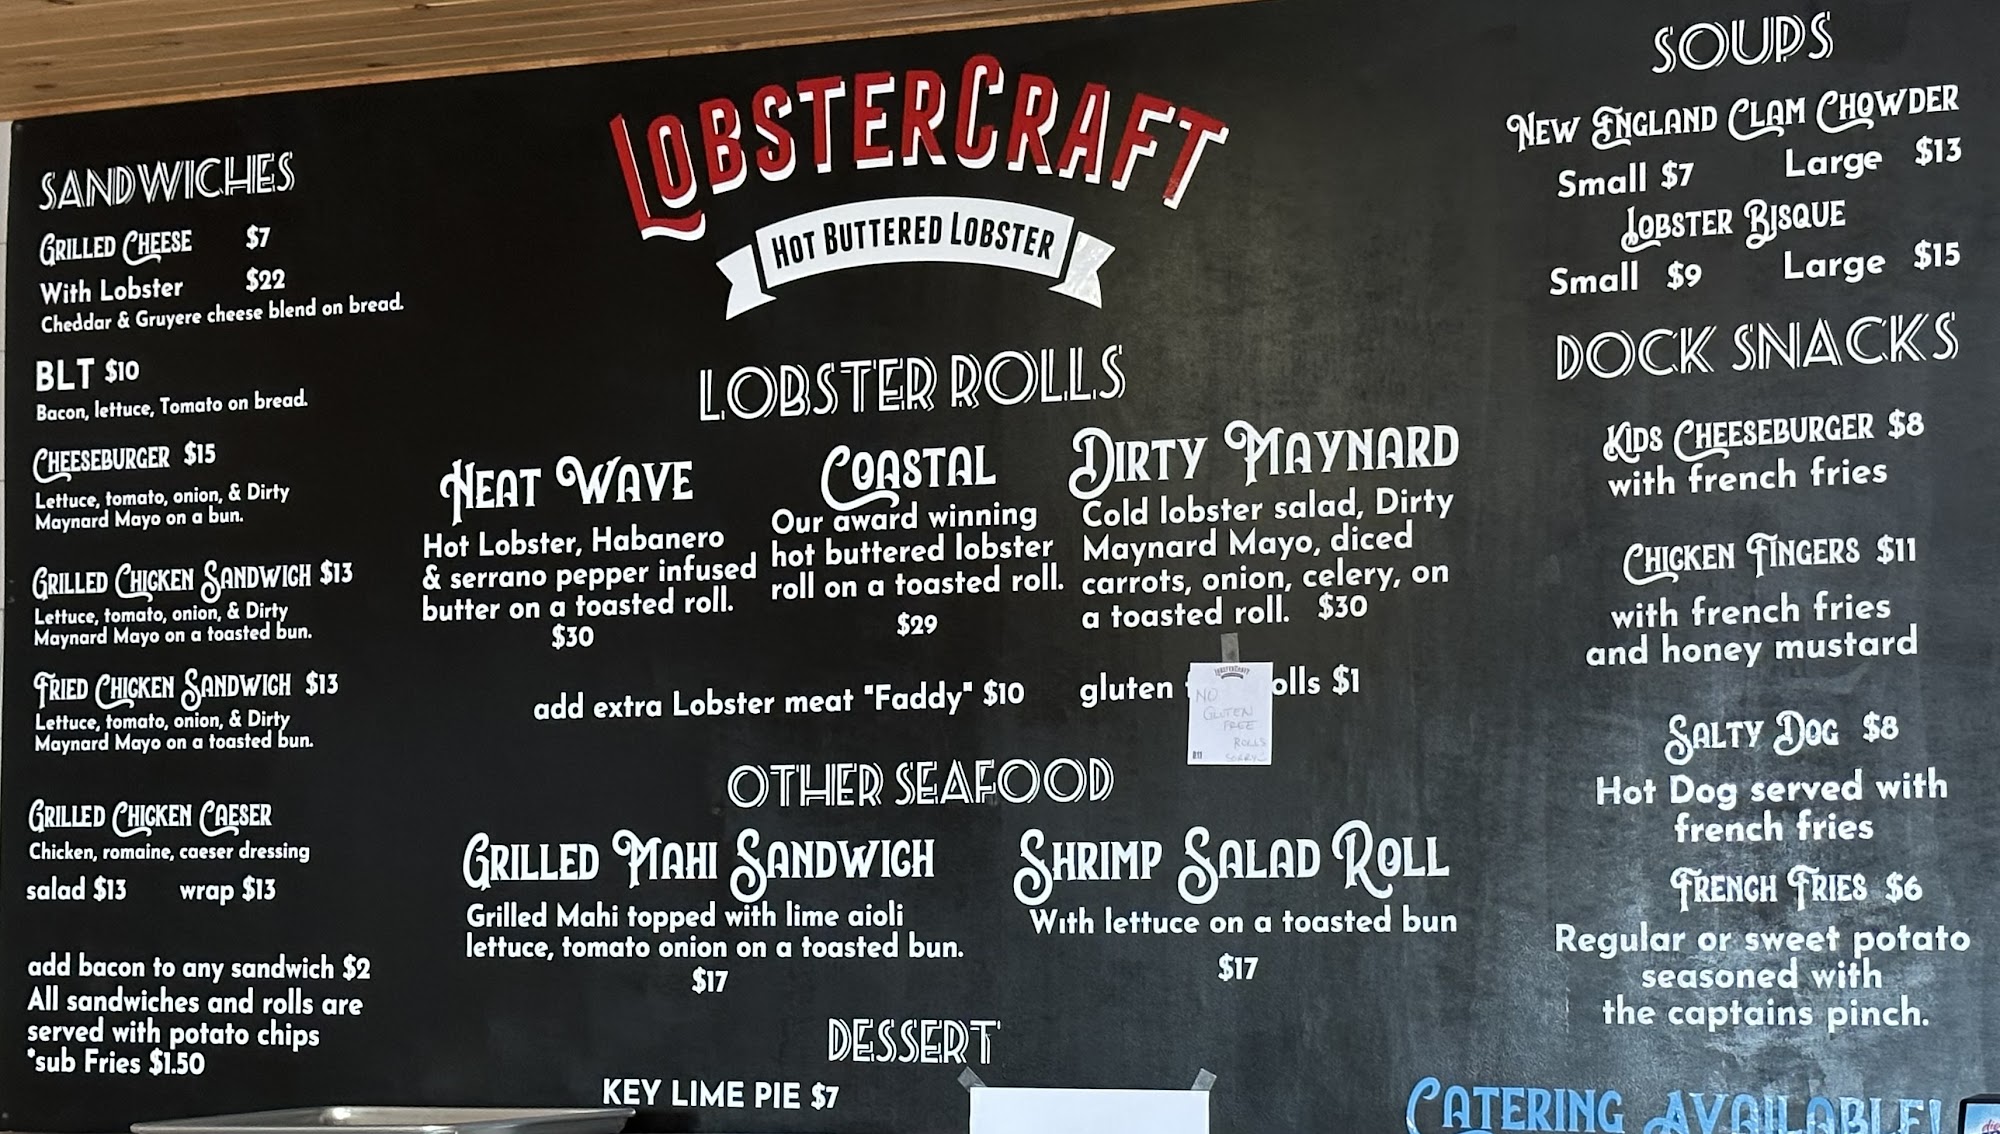 SANDWICHES
GRILLED CHEESE $7
With Lobster $22
Cheddar & Gruyere cheese blend on bread.
BLT $10
Bacon, lettuce, Tomato on bread.
CHEESEBURGER $15
Lettuce, tomato, onion, & Dirty
Maynard Mayo on a bun.
GRILLED CHICKEN SANDWICH $13
Lettuce, tomato, onion, & Dirty
Maynard Mayo on a toasted bun.
FRIED CHICKEN SANDWICH $13
Lettuce, tomato, onion, & Dirty
Maynard Mayo on a toasted bun.
GRILLED CHICKEN CAESER
Chicken, romaine, caeser dressing
salad $13 wrap $13
add bacon to any sandwich $2
All sandwiches and rolls are
served with potato chips
*sub Fries $1.50
LOBSTERCRAFT
HOT BUTTERED LOBSTER
LOBSTER ROLLS
HEAT WAVE
Hot Lobster, Habanero
& serrano pepper infused
butter on a toasted roll.
$30
COASTAL
Our award winning
hot buttered lobster
roll on a toasted roll.
$29
DIRTY MAYNARD
Cold lobster salad, Dirty
Maynard Mayo, diced
carrots, onion, celery, on
a toasted roll. $30
add extra Lobster meat "Faddy" $10
gluten olls $1
LOBSTERCRAFT
NO
GLUTEN
FREE
ROLLS
SORRY
OTHER SEAFOOD
GRILLED MAHI SANDWICH
Grilled Mahi topped with lime aioli
lettuce, tomato onion on a toasted bun.
$17
SHRIMP SALAD ROLL
With lettuce on a toasted bun
$17
DESSERT
KEY LIME PIE $7
SOUPS
NEW ENGLAND CLAM CHOWDER
Small $7 Large $13
LOBSTER BISQUE
Small $9 Large $15
DOCK SNACKS
KIDS CHEESEBURGER $8
with french fries
CHICKEN FINGERS $11
with french fries
and honey mustard
SALTY DOG $8
Hot Dog served with
french fries
FRENCH FRIES $6
Regular or sweet potato
seasoned with
the captains pinch.
CATERING AVAILABLE!